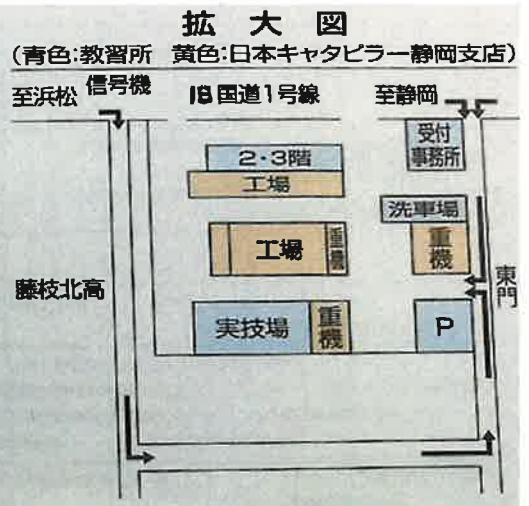 拡大図
(青色:教習所 黄色:日本キャタピラー静岡支店)
至浜松 信号機 旧国道1号線 至静岡
受付
事務所
2・3階
工場
洗車場
工場 重機 重機
藤枝北高 東門
実技場 重機 P